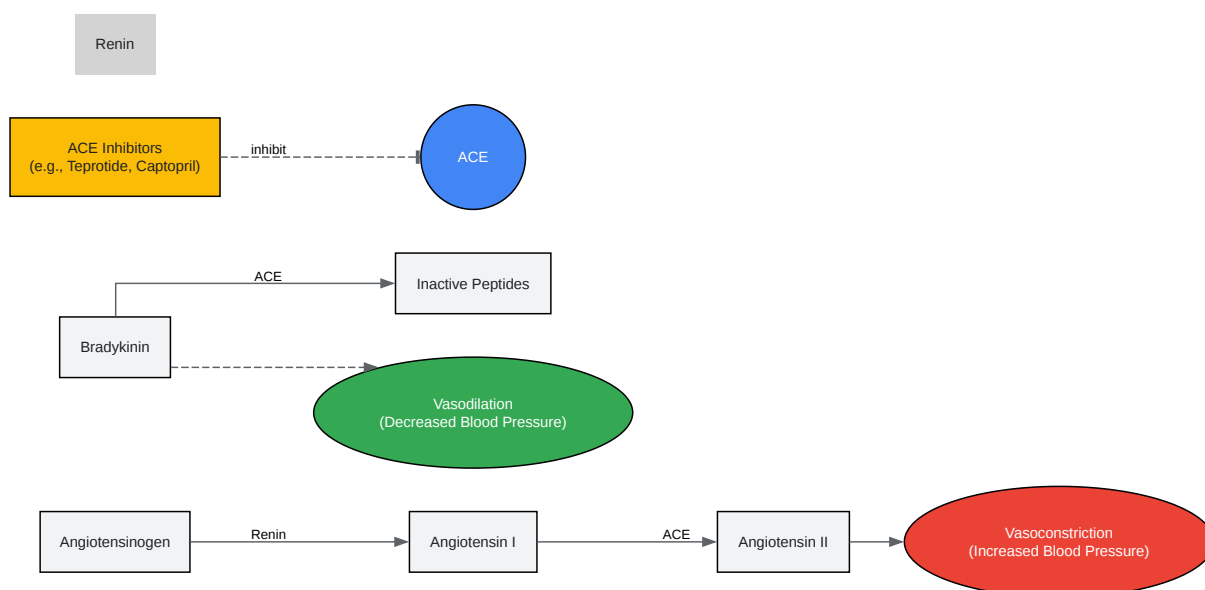 Renin
ACE Inhibitors
(e.g., Teprotide, Captopril)
inhibit
ACE
ACE
Inactive Peptides
Bradykinin
Vasodilation
(Decreased Blood Pressure)
Angiotensinogen
Renin
Angiotensin I
ACE
Angiotensin II
Vasoconstriction
(Increased Blood Pressure)